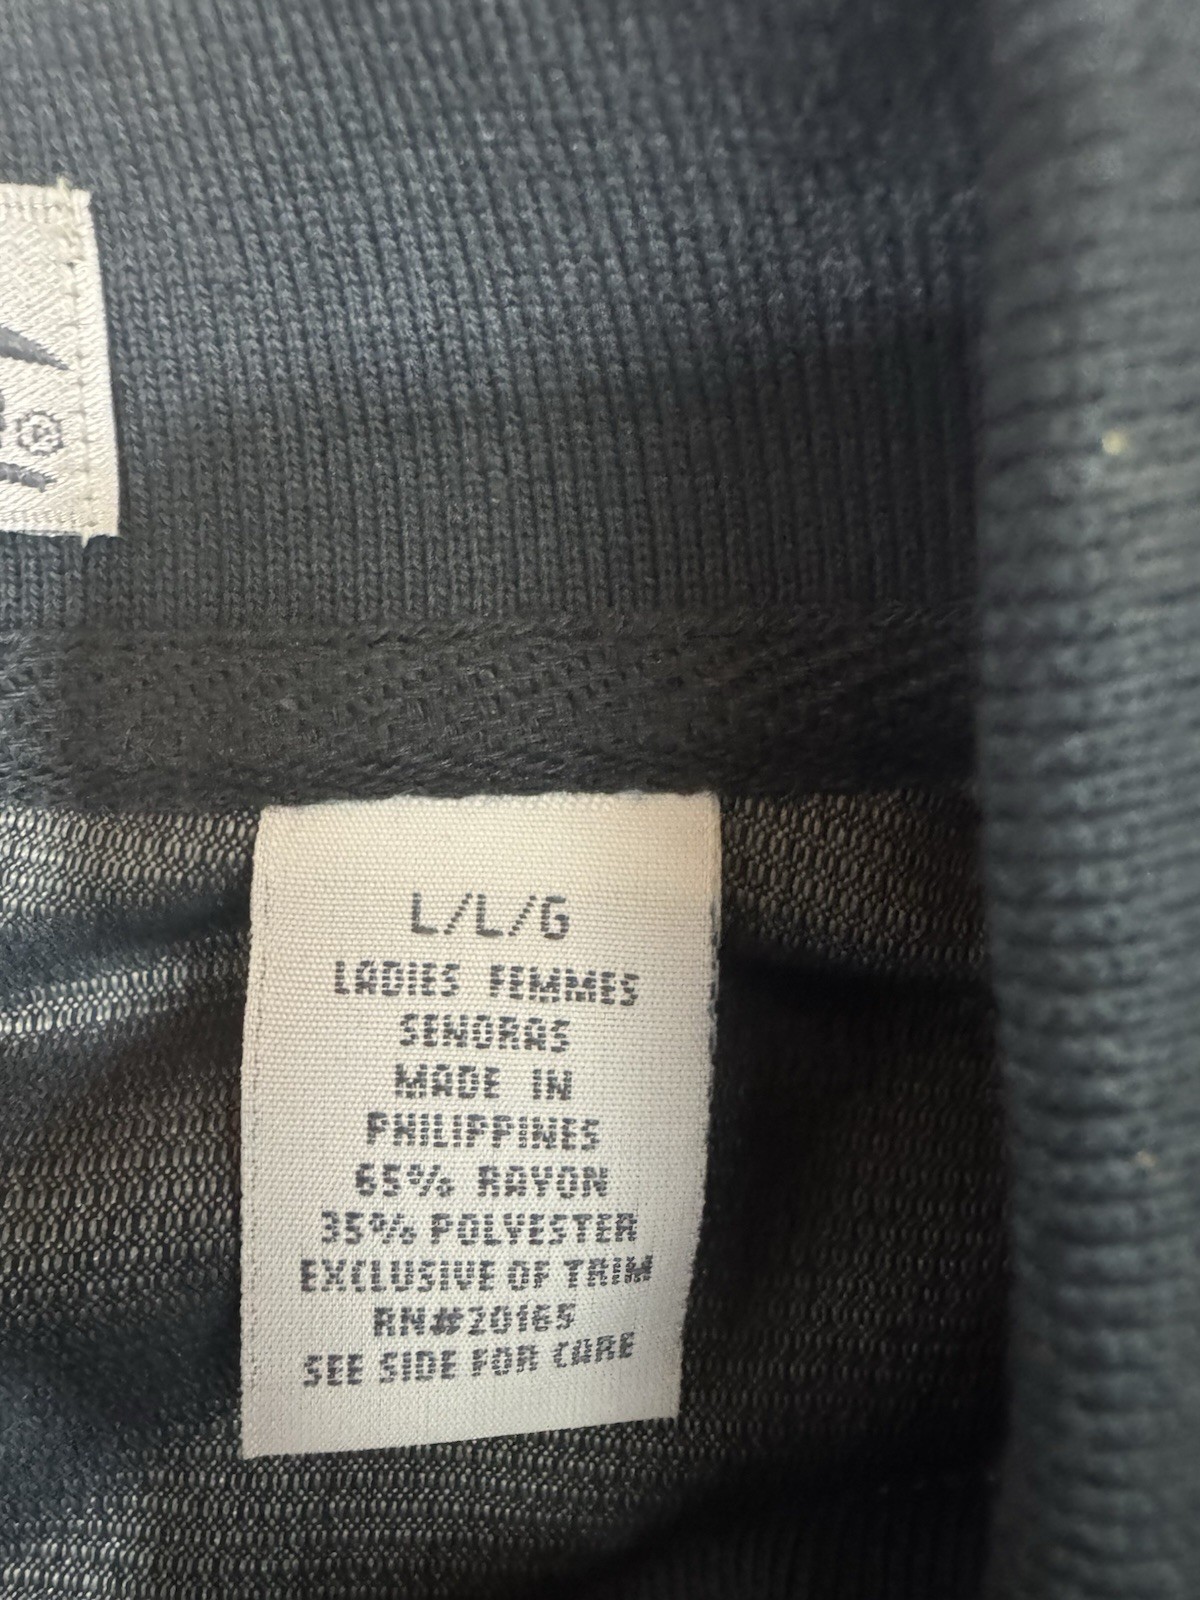 ®
L/L/G
LADIES FEMMES
SENORAS
MADE IN
PHILIPPINES
65% RAYON
35% POLYESTER
EXCLUSIVE OF TRIM
RN#20165
SEE SIDE FOR CARE